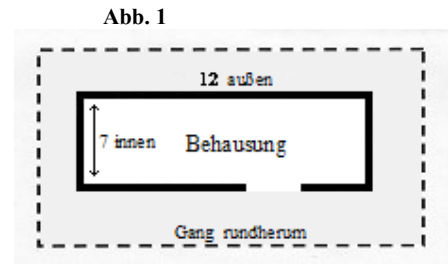 Abb. 1
12 außen
7 innen
Behausung
Gang rundherum